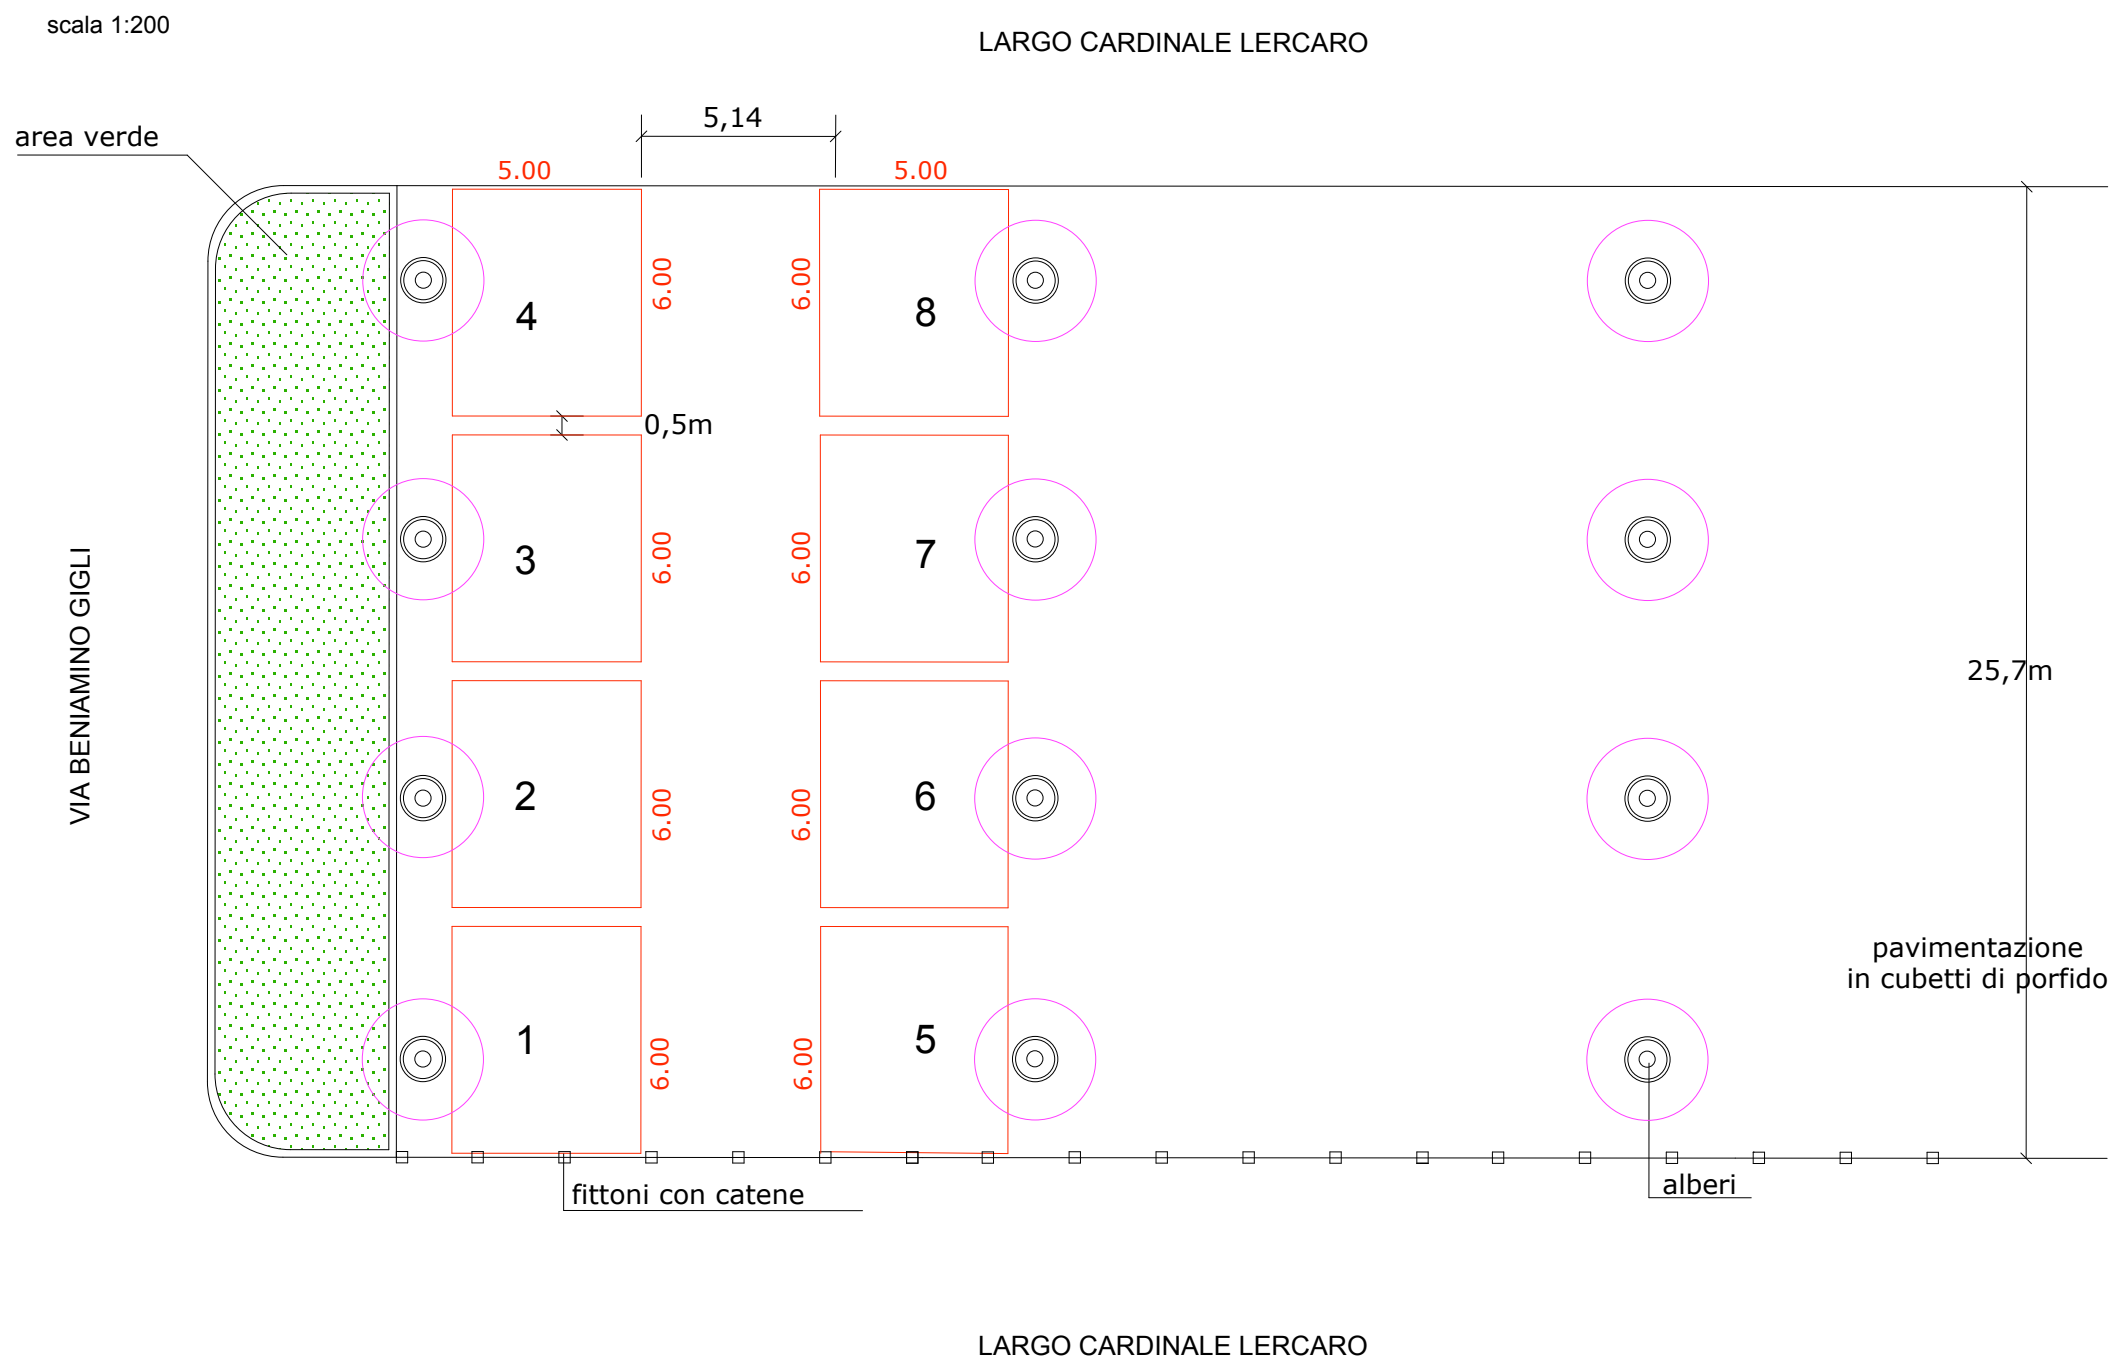 scala 1:200
LARGO CARDINALE LERCARO
5,14
area verde
5.00
5.00
6.00
6.00
4
8
0,5m
3
6.00
6.00
7
VIA BENIAMINO GIGLI
25,7m
2
6.00
6.00
6
pavimentazione
in cubetti di porfido
1
6.00
6.00
5
fittoni con catene
alberi
LARGO CARDINALE LERCARO